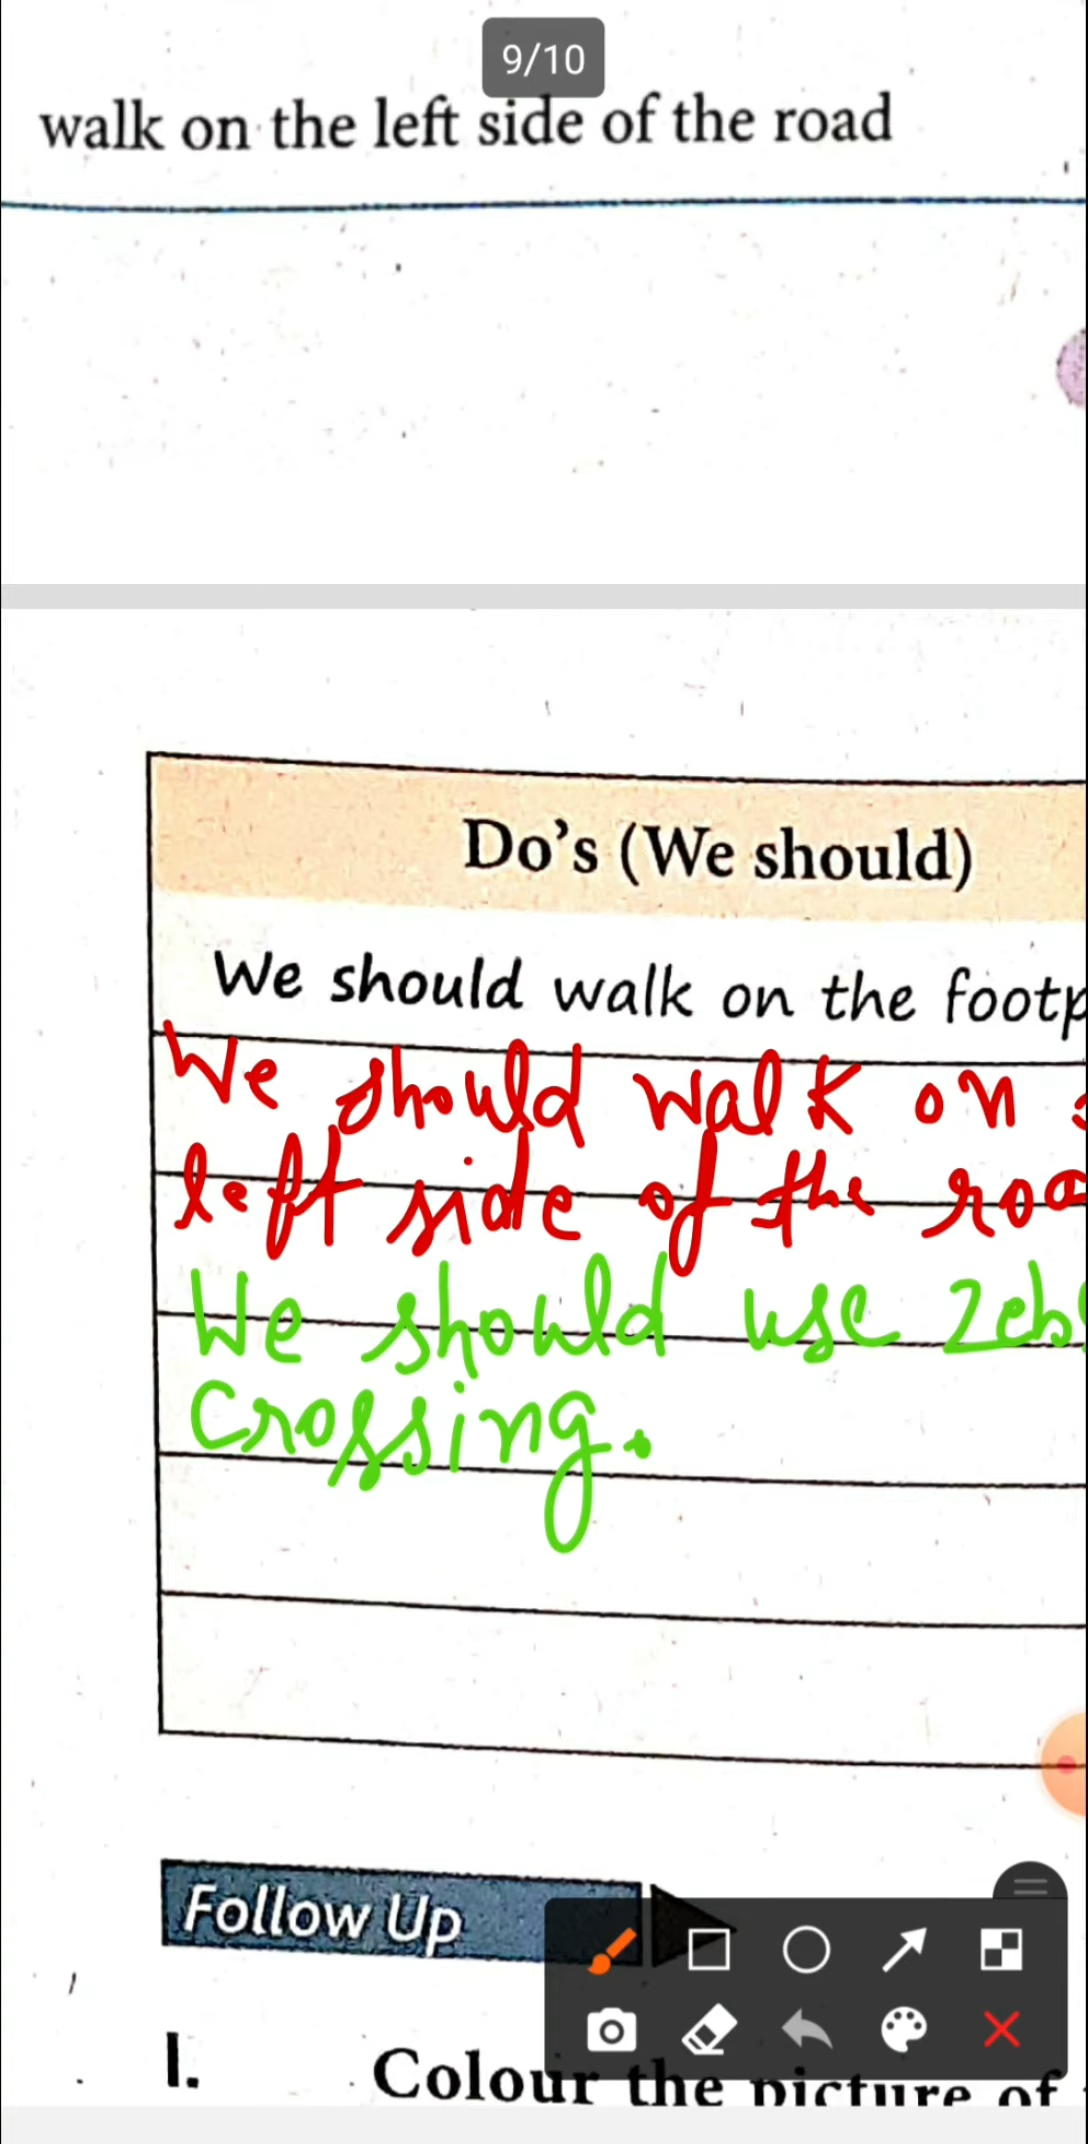 9/10
walk on the left side of the road
Do's (We should)
We should walk on the footp
We should walk on
left side of the roa
We should use zeb
crossing.
Follow Up
1.
Colour the picture of